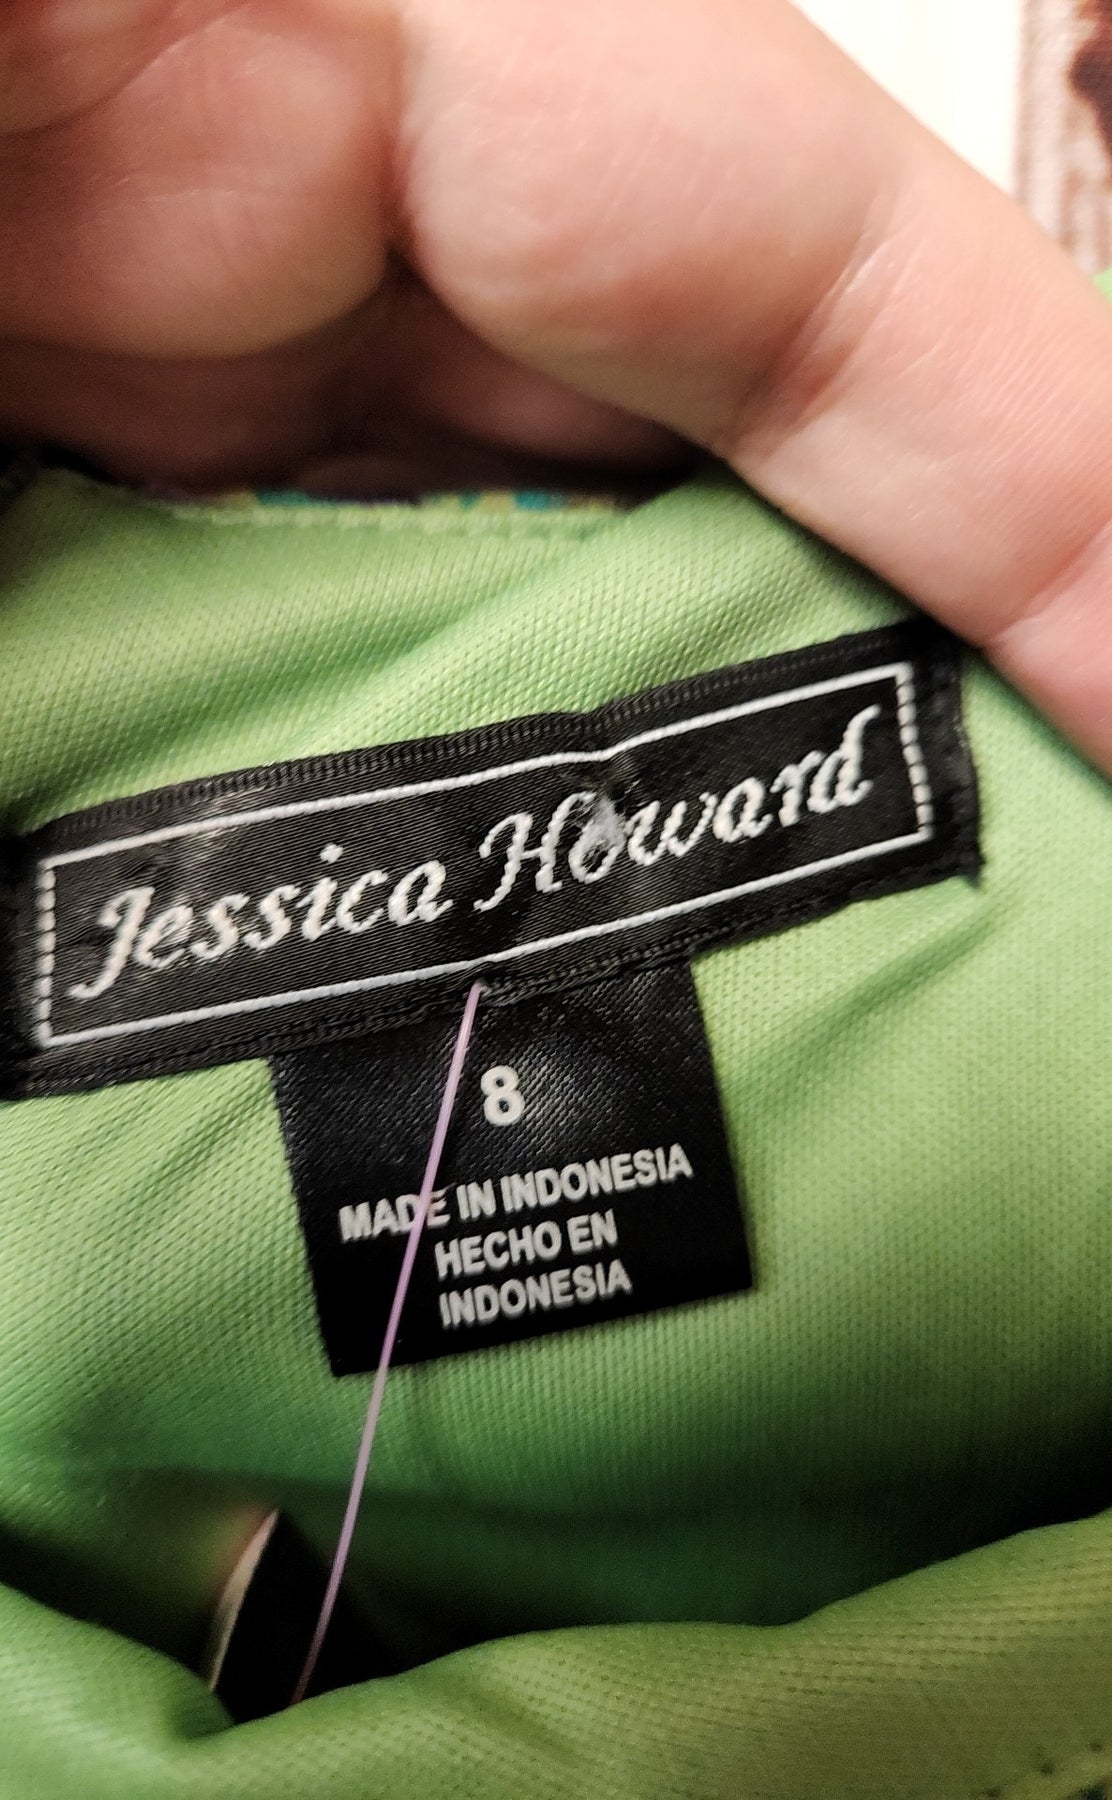 Jessica Howard
8
MADE IN INDONESIA
HECHO EN
INDONESIA